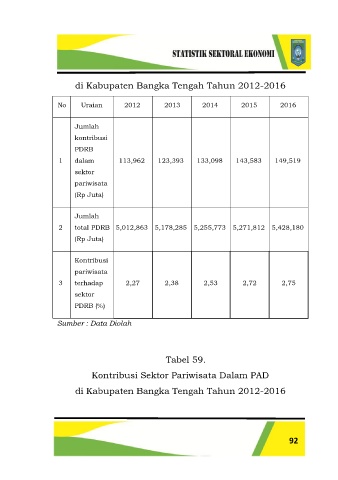 STATISTIK SEKTORAL EKONOMI
di Kabupaten Bangka Tengah Tahun 2012-2016
No Uraian 2012 2013 2014 2015 2016
Jumlah
kontribusi
PDRB
1 dalam 113,962 123,393 133,098 143,583 149,519
sektor
pariwisata
(Rp Juta)
Jumlah
2 total PDRB 5,012,863 5,178,285 5,255,773 5,271,812 5,428,180
(Rp Juta)
Kontribusi
pariwisata
3 terhadap 2,27 2,38 2,53 2,72 2,75
sektor
PDRB (%)
Sumber : Data Diolah
Tabel 59.
Kontribusi Sektor Pariwisata Dalam PAD
di Kabupaten Bangka Tengah Tahun 2012-2016
92